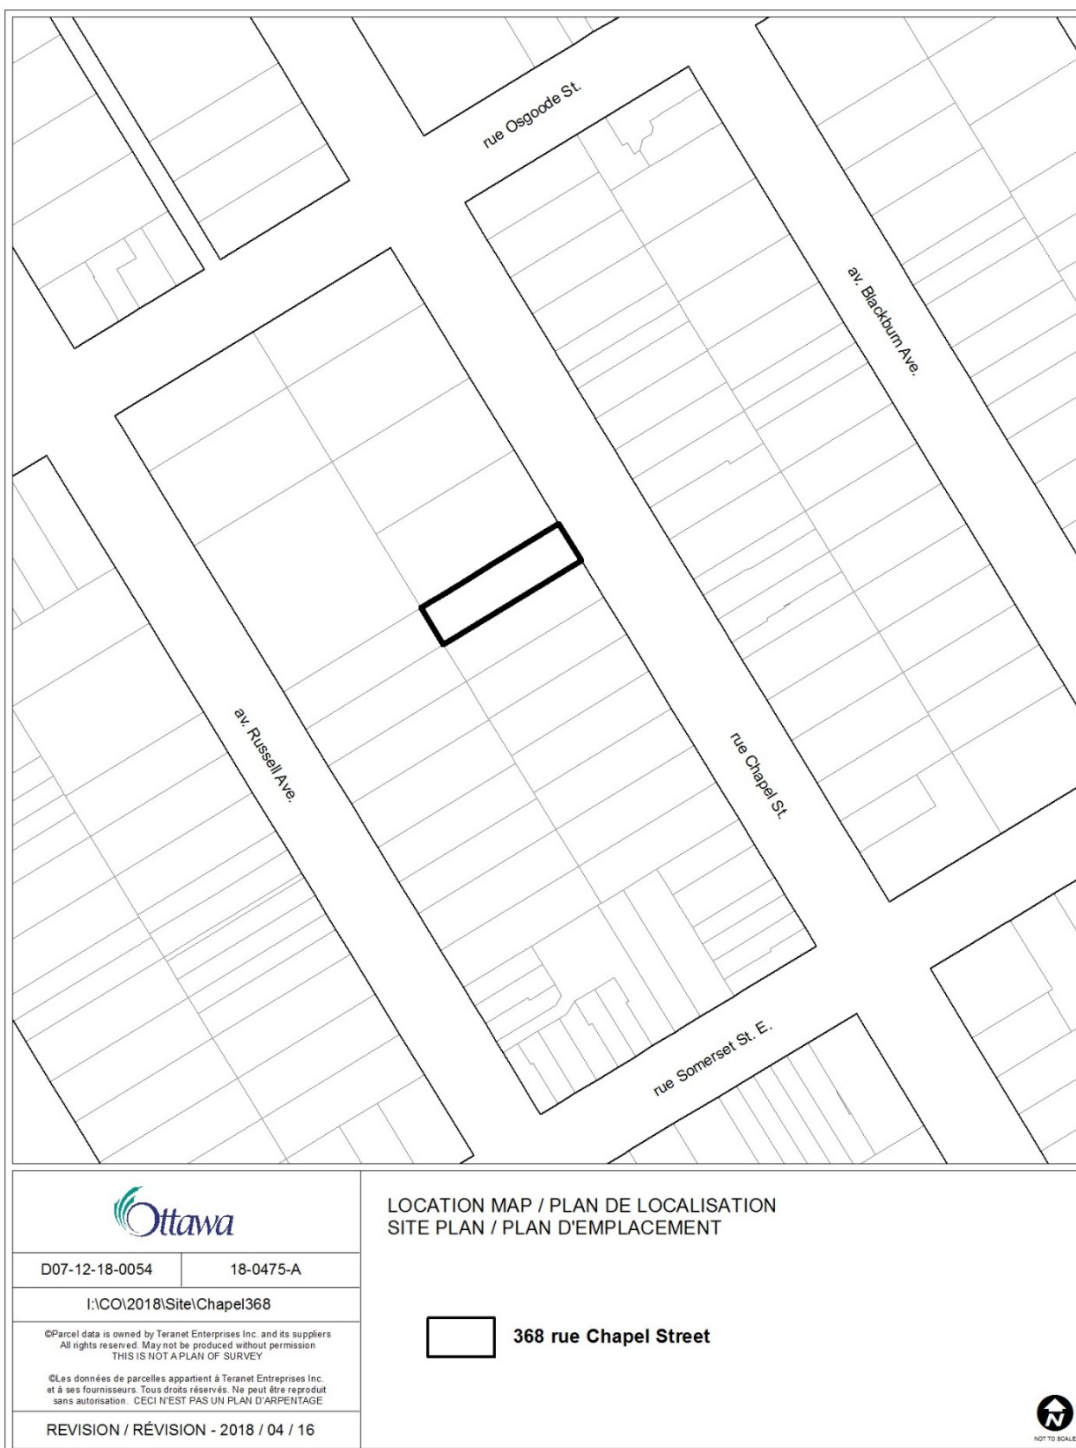 rue Osgoode St.
av. Blackburn Ave.
av. Russell Ave.
rue Chapel St.
rue Somerset St. E.
Ottawa
D07-12-18-0054
18-0475-A
I:\CO\2018\Site\Chapel368
©Parcel data is owned by Teranet Enterprises Inc. and its suppliers
All rights reserved. May not be produced without permission
THIS IS NOT A PLAN OF SURVEY
©Les données de parcelles appartient à Teranet Entreprises Inc.
et à ses fournisseurs. Tous droits réservés. Ne peut être reproduit
sans autorisation. CECI N'EST PAS UN PLAN D'ARPENTAGE
REVISION / RÉVISION - 2018 / 04 / 16
LOCATION MAP / PLAN DE LOCALISATION
SITE PLAN / PLAN D'EMPLACEMENT
368 rue Chapel Street
N
NOT TO SCALE